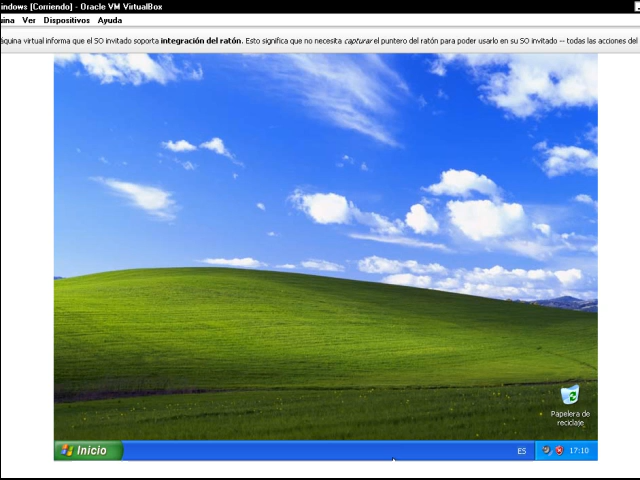 indows [Corriendo] - Oracle VM VirtualBox
uina Ver Dispositivos Ayuda
áquina virtual informa que el SO invitado soporta integración del ratón. Esto significa que no necesita capturar el puntero del ratón para poder usarlo en su SO invitado -- todas las acciones del
Papelera de
reciclaje
Inicio
ES
17:10